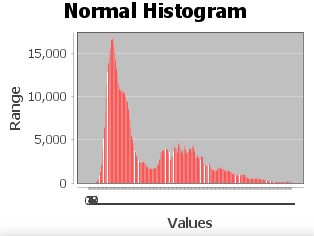 Normal Histogram
15,000
10,000
5,000
0
Range
Values